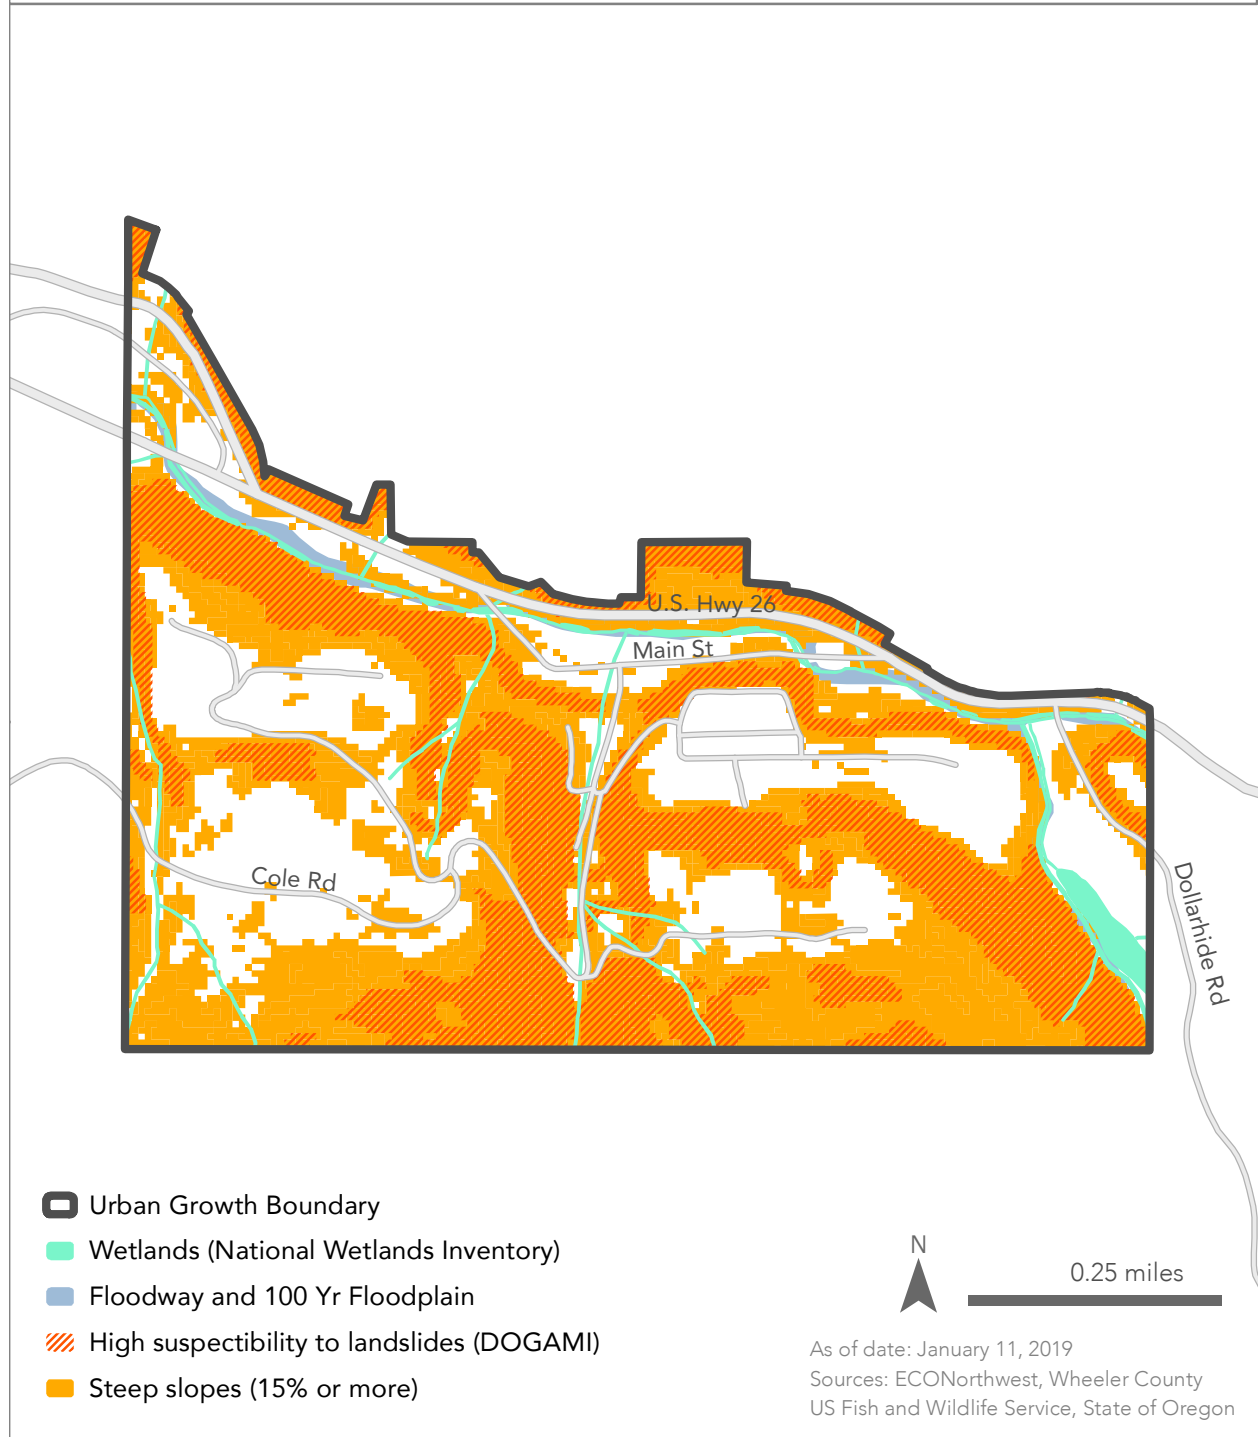 U.S. Hwy 26
Main St
Cole Rd
Dollarhide Rd
Urban Growth Boundary
Wetlands (National Wetlands Inventory)
Floodway and 100 Yr Floodplain
High suspectibility to landslides (DOGAMI)
Steep slopes (15% or more)
N
0.25 miles
As of date: January 11, 2019
Sources: ECONorthwest, Wheeler County
US Fish and Wildlife Service, State of Oregon